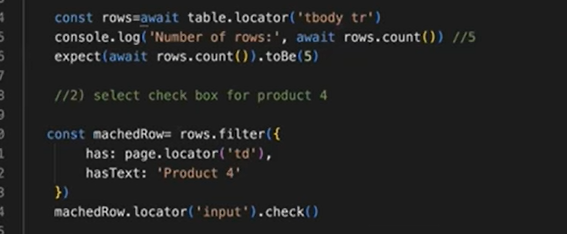 const rows=await table.locator('tbody tr')
console.log('Number of rows:', await rows.count()) //5
expect(await rows.count()).toBe(5)
//2) select check box for product 4
const machedRow= rows.filter({
has: page.locator('td'),
hasText: 'Product 4'
})
machedRow.locator('input').check()